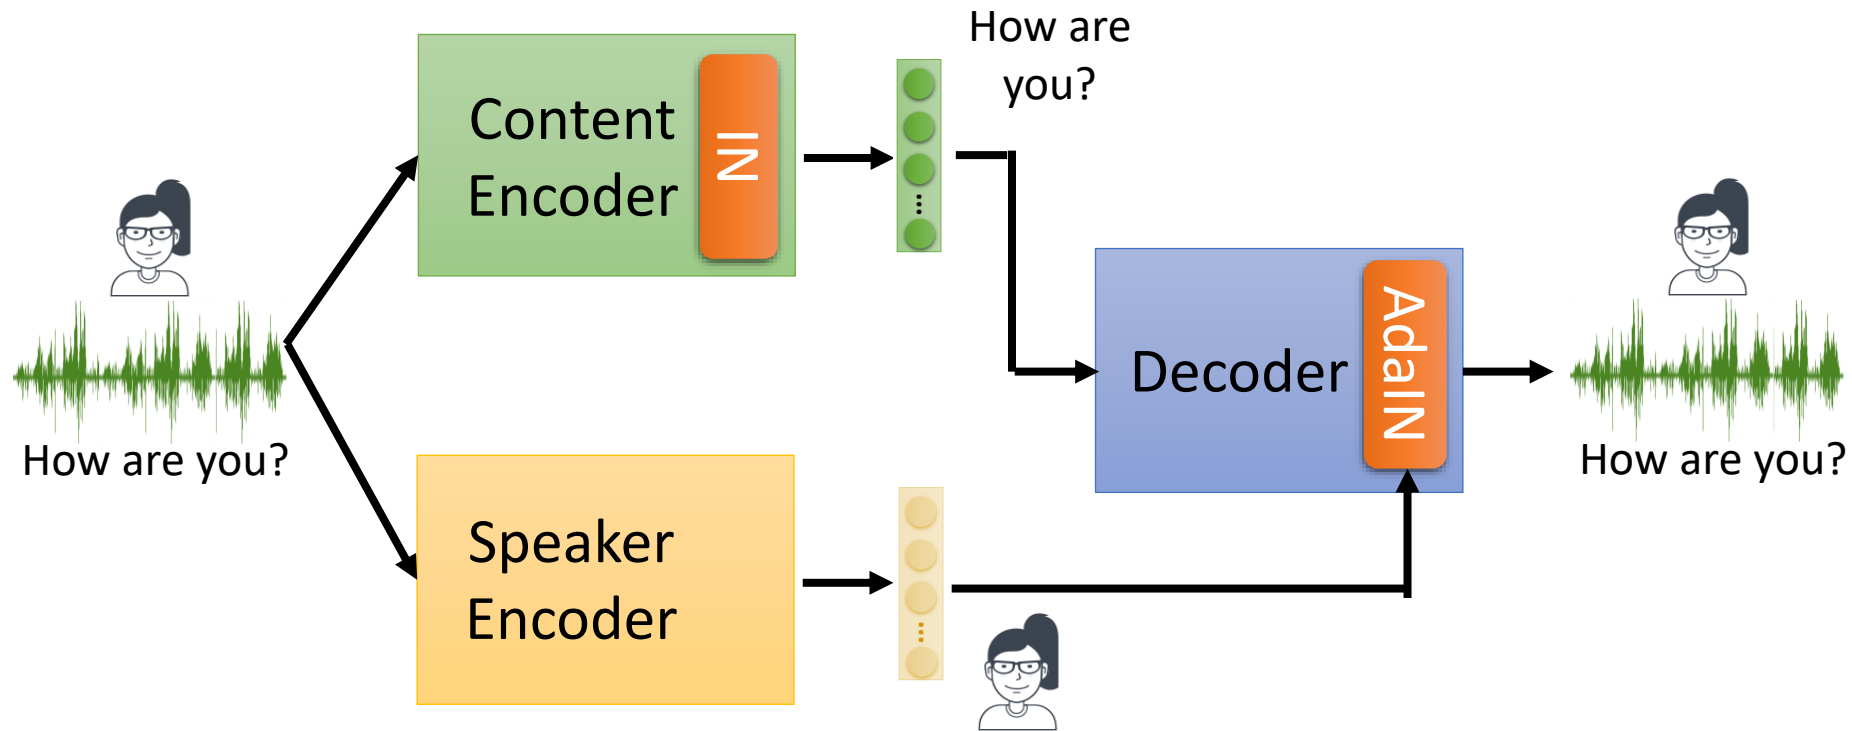 How are
you?
Content
Encoder
IN
How are you?
Decoder
AdaIN
How are you?
Speaker
Encoder